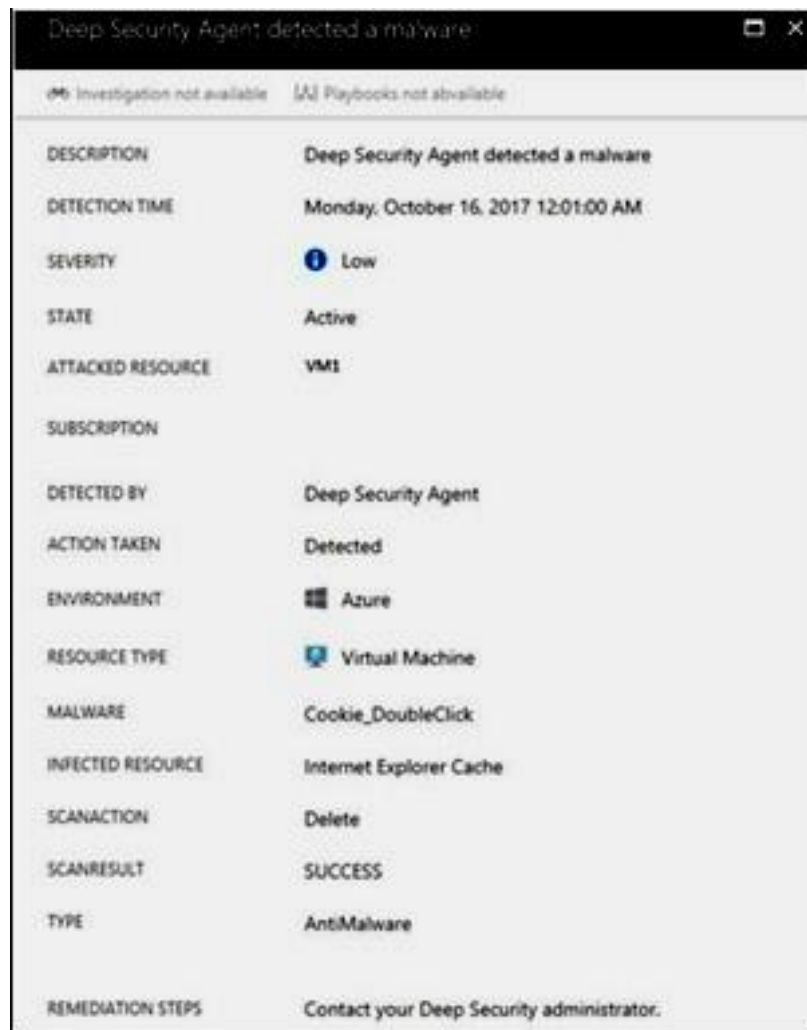 Deep Security Agent detected a malware
Investigation not available Playbooks not abvailable
DESCRIPTION Deep Security Agent detected a malware
DETECTION TIME Monday, October 16, 2017 12:01:00 AM
SEVERITY Low
STATE Active
ATTACKED RESOURCE VM1
SUBSCRIPTION
DETECTED BY Deep Security Agent
ACTION TAKEN Detected
ENVIRONMENT Azure
RESOURCE TYPE Virtual Machine
MALWARE Cookie_DoubleClick
INFECTED RESOURCE Internet Explorer Cache
SCANACTION Delete
SCANRESULT SUCCESS
TYPE AntiMalware
REMEDIATION STEPS Contact your Deep Security administrator.